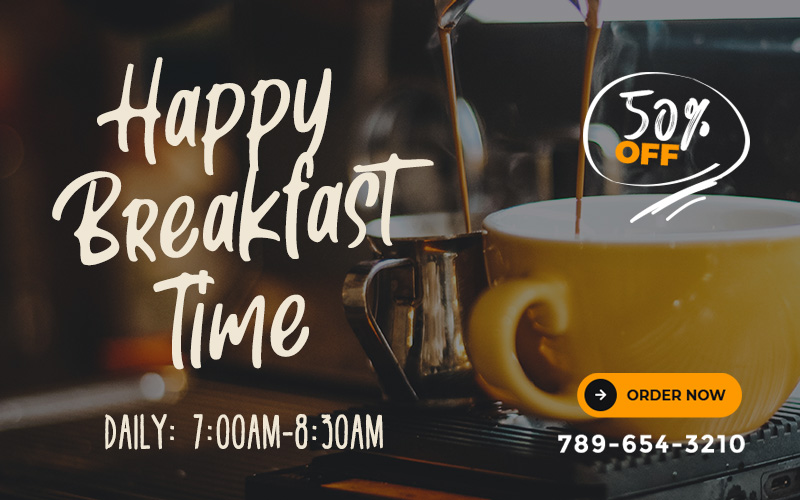 Happy
Breakfast
Time
DAILY: 7:00AM-8:30AM
50%
OFF
ORDER NOW
789-654-3210